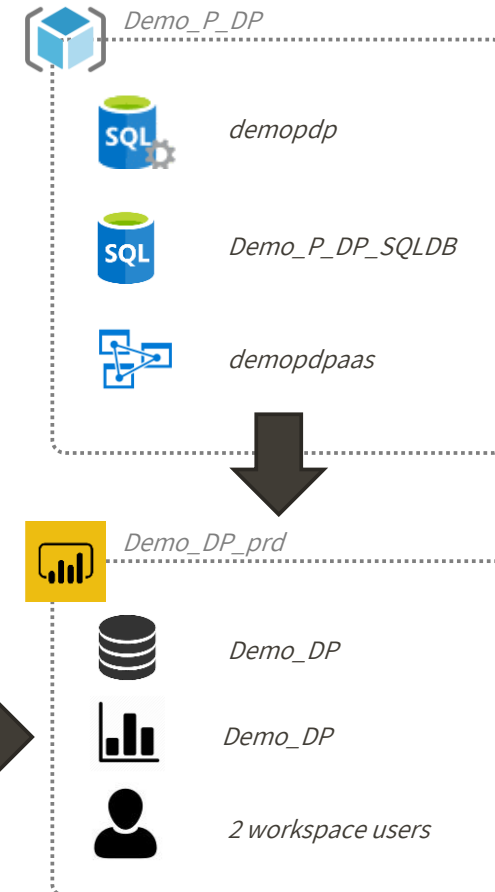 Demo_P_DP
SQL
demopdp
SQL
Demo_P_DP_SQLDB
demopdpaas
Demo_DP_prd
Demo_DP
Demo_DP
2 workspace users